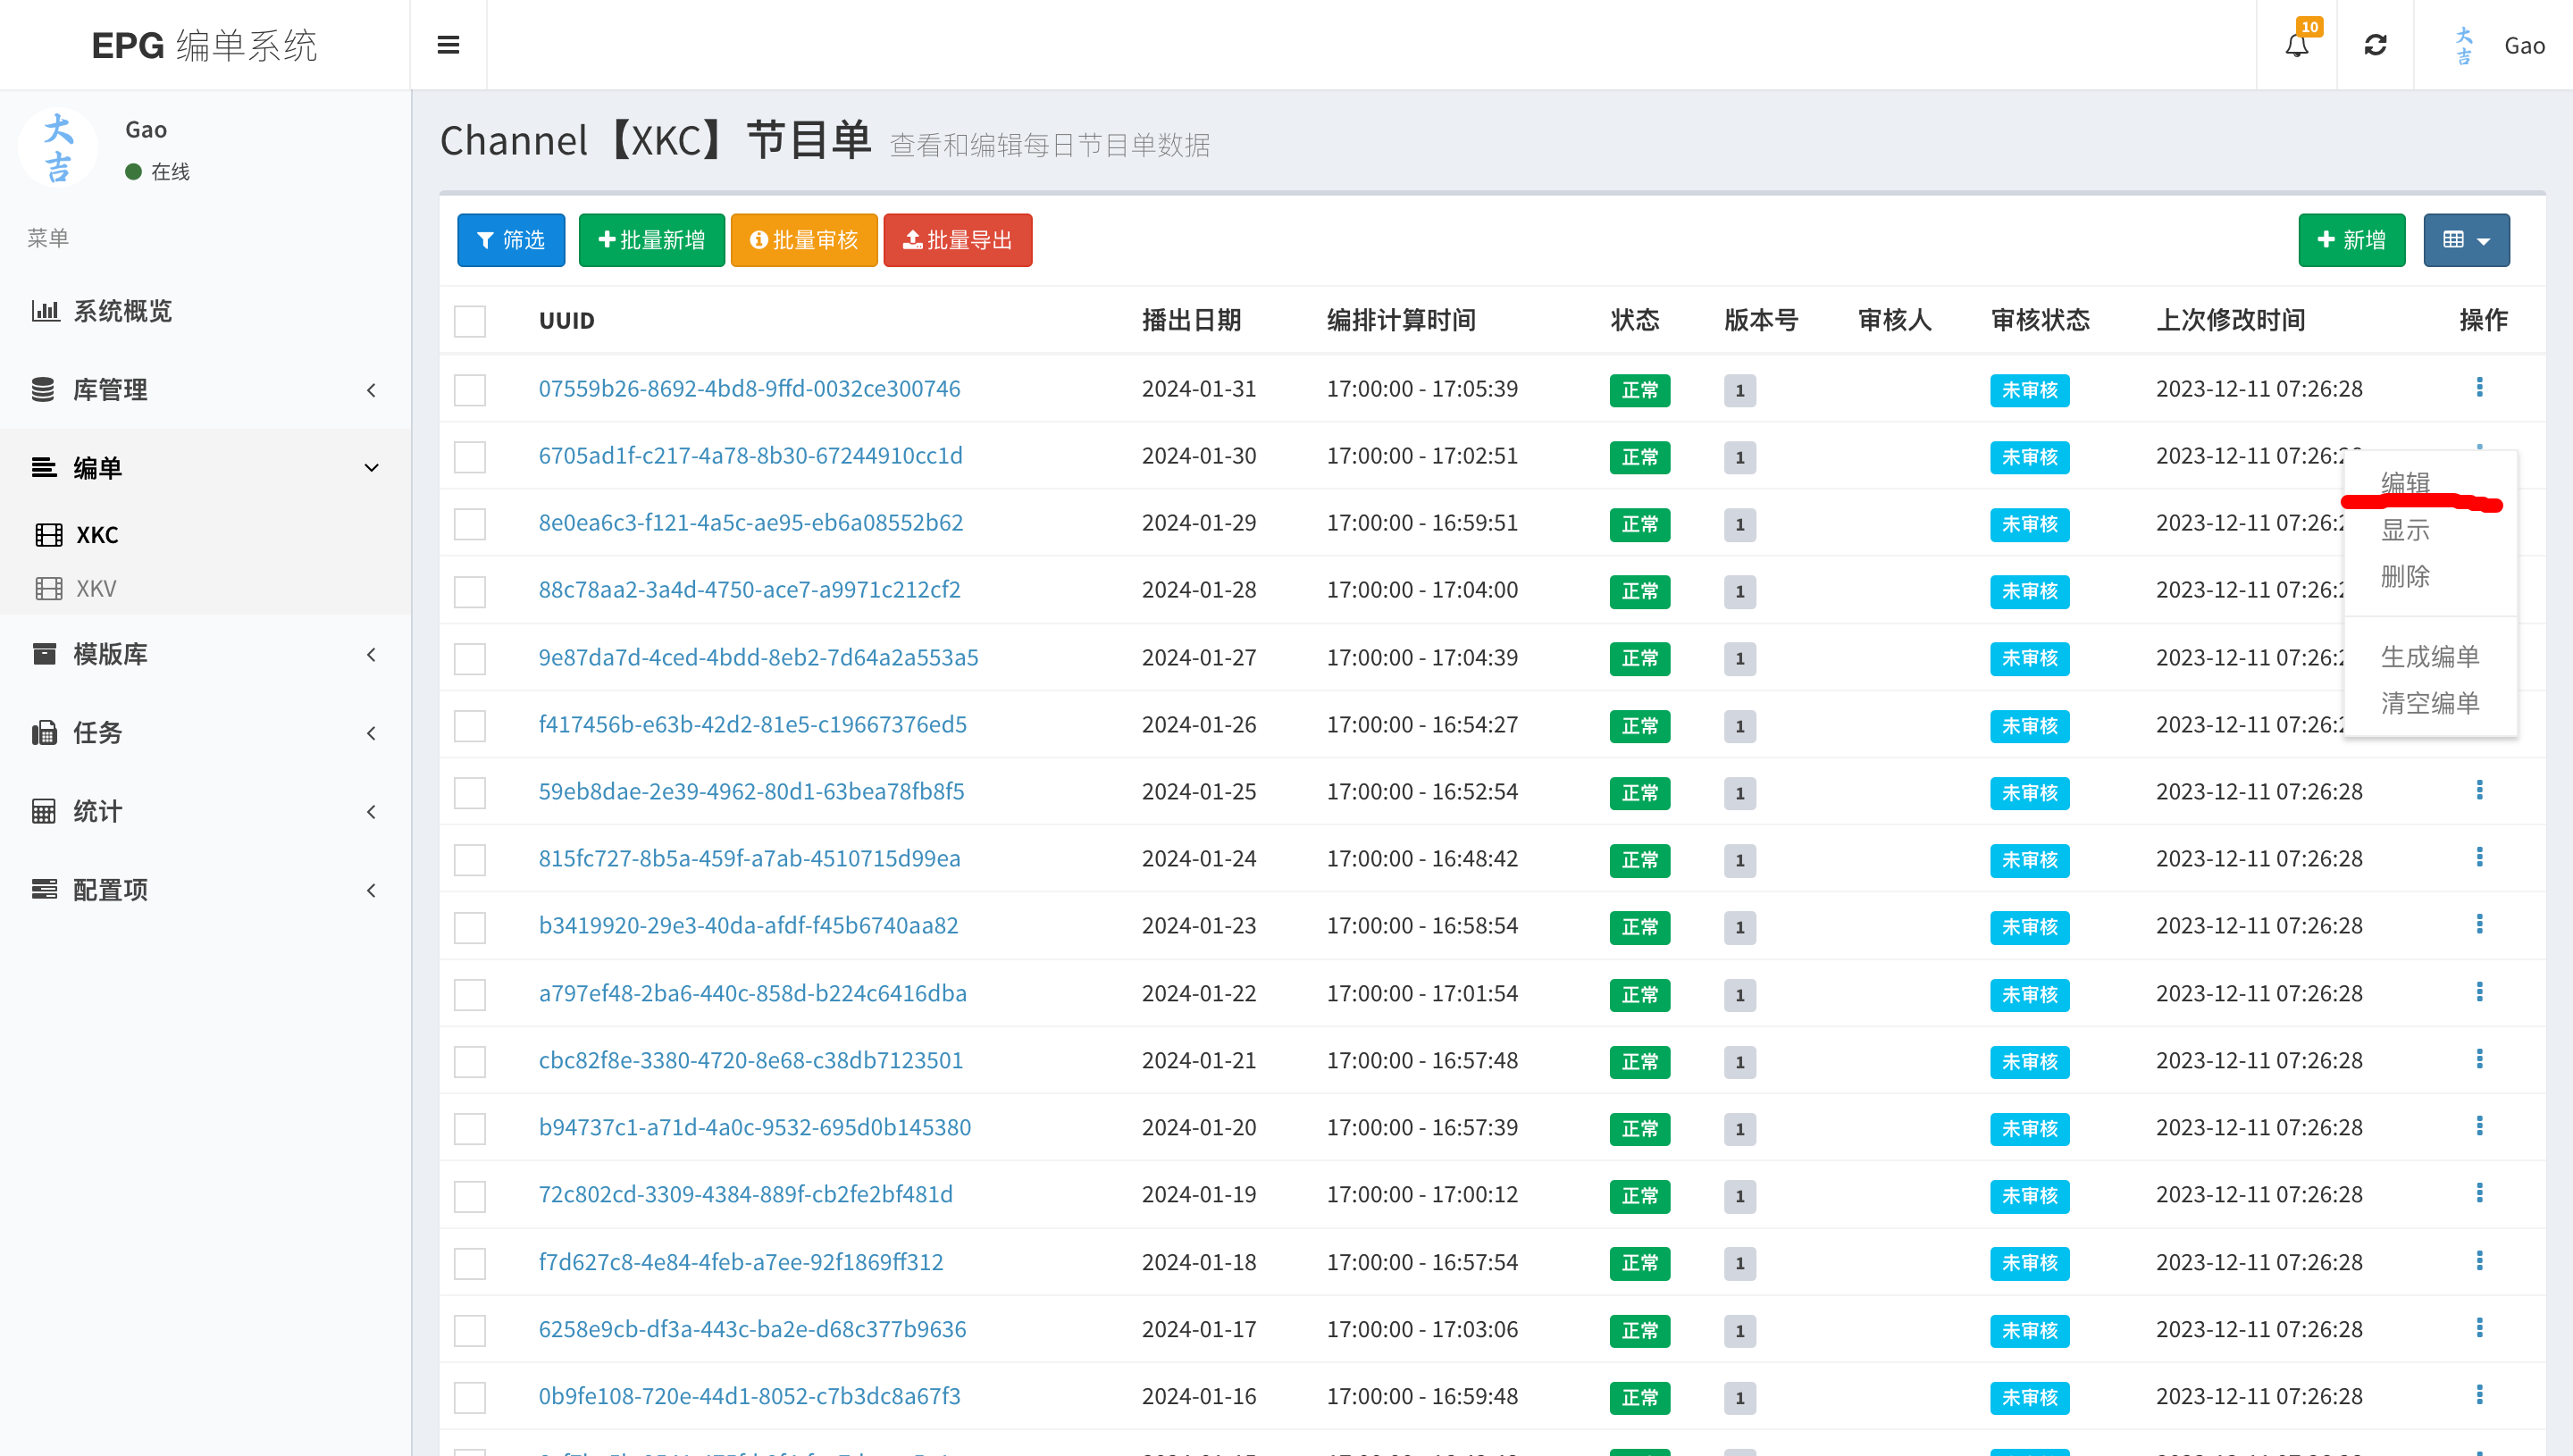 EPG 编单系统
10
大吉
Gao
大吉
Gao
在线
菜单
系统概览
库管理
编单
XKC
XKV
模版库
任务
统计
配置项
Channel【XKC】节目单 查看和编辑每日节目单数据
筛选 批量新增 批量审核 批量导出 新增
UUID 播出日期 编排计算时间 状态 版本号 审核人 审核状态 上次修改时间 操作
07559b26-8692-4bd8-9ffd-0032ce300746 2024-01-31 17:00:00 - 17:05:39 正常 1 未审核 2023-12-11 07:26:28
6705ad1f-c217-4a78-8b30-67244910cc1d 2024-01-30 17:00:00 - 17:02:51 正常 1 未审核 2023-12-11 07:26:
8e0ea6c3-f121-4a5c-ae95-eb6a08552b62 2024-01-29 17:00:00 - 16:59:51 正常 1 未审核 2023-12-11 07:26:
88c78aa2-3a4d-4750-ace7-a9971c212cf2 2024-01-28 17:00:00 - 17:04:00 正常 1 未审核 2023-12-11 07:26:
9e87da7d-4ced-4bdd-8eb2-7d64a2a553a5 2024-01-27 17:00:00 - 17:04:39 正常 1 未审核 2023-12-11 07:26:
f417456b-e63b-42d2-81e5-c19667376ed5 2024-01-26 17:00:00 - 16:54:27 正常 1 未审核 2023-12-11 07:26:
59eb8dae-2e39-4962-80d1-63bea78fb8f5 2024-01-25 17:00:00 - 16:52:54 正常 1 未审核 2023-12-11 07:26:28
815fc727-8b5a-459f-a7ab-4510715d99ea 2024-01-24 17:00:00 - 16:48:42 正常 1 未审核 2023-12-11 07:26:28
b3419920-29e3-40da-afdf-f45b6740aa82 2024-01-23 17:00:00 - 16:58:54 正常 1 未审核 2023-12-11 07:26:28
a797ef48-2ba6-440c-858d-b224c6416dba 2024-01-22 17:00:00 - 17:01:54 正常 1 未审核 2023-12-11 07:26:28
cbc82f8e-3380-4720-8e68-c38db7123501 2024-01-21 17:00:00 - 16:57:48 正常 1 未审核 2023-12-11 07:26:28
b94737c1-a71d-4a0c-9532-695d0b145380 2024-01-20 17:00:00 - 16:57:39 正常 1 未审核 2023-12-11 07:26:28
72c802cd-3309-4384-889f-cb2fe2bf481d 2024-01-19 17:00:00 - 17:00:12 正常 1 未审核 2023-12-11 07:26:28
f7d627c8-4e84-4feb-a7ee-92f1869ff312 2024-01-18 17:00:00 - 16:57:54 正常 1 未审核 2023-12-11 07:26:28
6258e9cb-df3a-443c-ba2e-d68c377b9636 2024-01-17 17:00:00 - 17:03:06 正常 1 未审核 2023-12-11 07:26:28
0b9fe108-720e-44d1-8052-c7b3dc8a67f3 2024-01-16 17:00:00 - 16:59:48 正常 1 未审核 2023-12-11 07:26:28
编辑
显示
删除
生成编单
清空编单